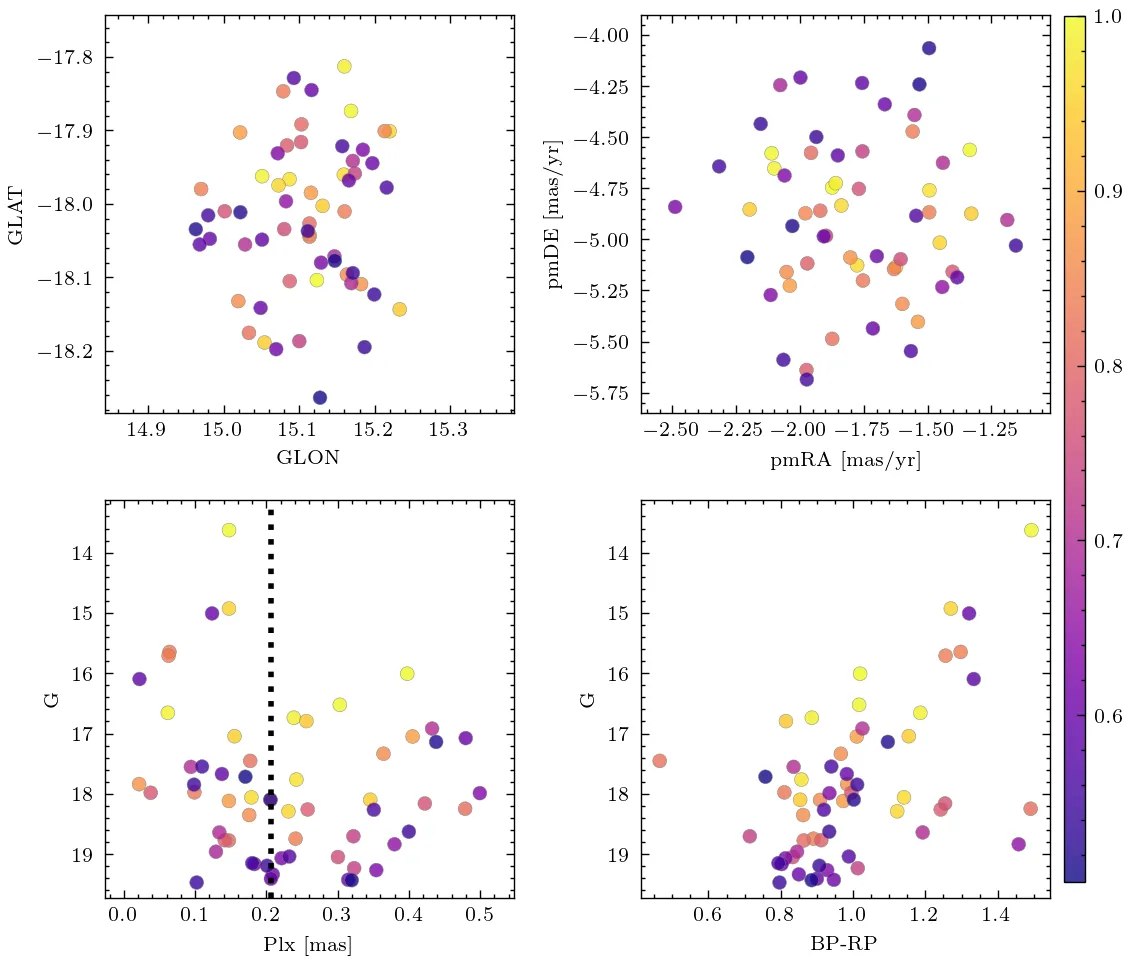 −17.8
−17.9
−18.0
−18.1
−18.2
GLAT
14.9 15.0 15.1 15.2 15.3
GLON
−4.00
−4.25
−4.50
−4.75
−5.00
−5.25
−5.50
−5.75
pmDE [mas/yr]
−2.50 −2.25 −2.00 −1.75 −1.50 −1.25
pmRA [mas/yr]
14
15
16
17
18
19
G
0.0 0.1 0.2 0.3 0.4 0.5
Plx [mas]
14
15
16
17
18
19
G
0.6 0.8 1.0 1.2 1.4
BP-RP
1.0
0.9
0.8
0.7
0.6